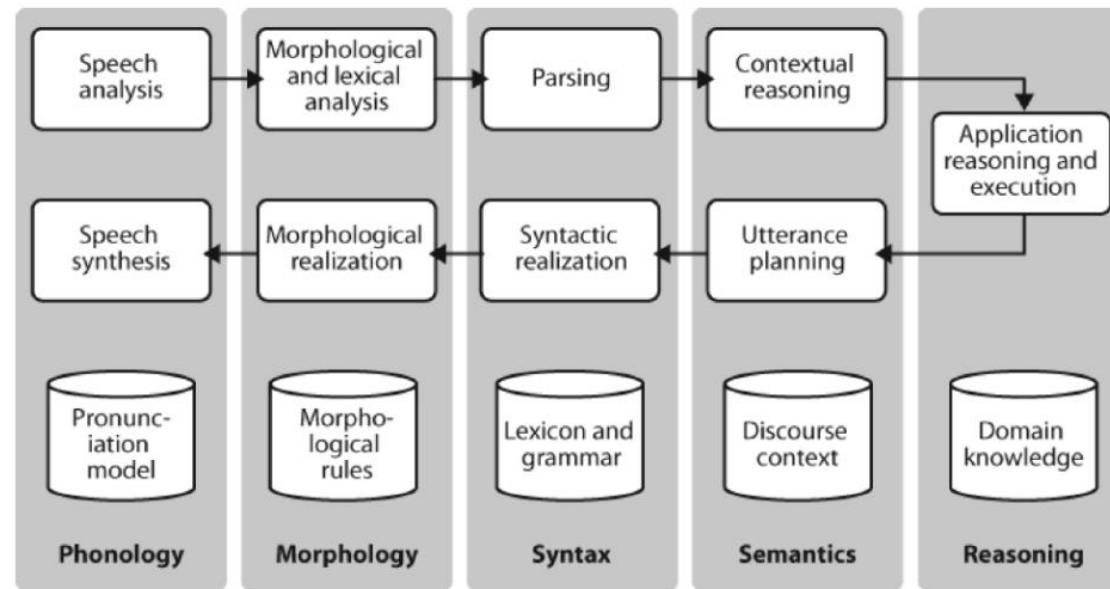 Speech
analysis
Morphological
and lexical
analysis
Parsing
Contextual
reasoning
Application
reasoning and
execution
Speech
synthesis
Morphological
realization
Syntactic
realization
Utterance
planning
Pronunc-
iation
model
Morpho-
logical
rules
Lexicon and
grammar
Discourse
context
Domain
knowledge
Phonology
Morphology
Syntax
Semantics
Reasoning